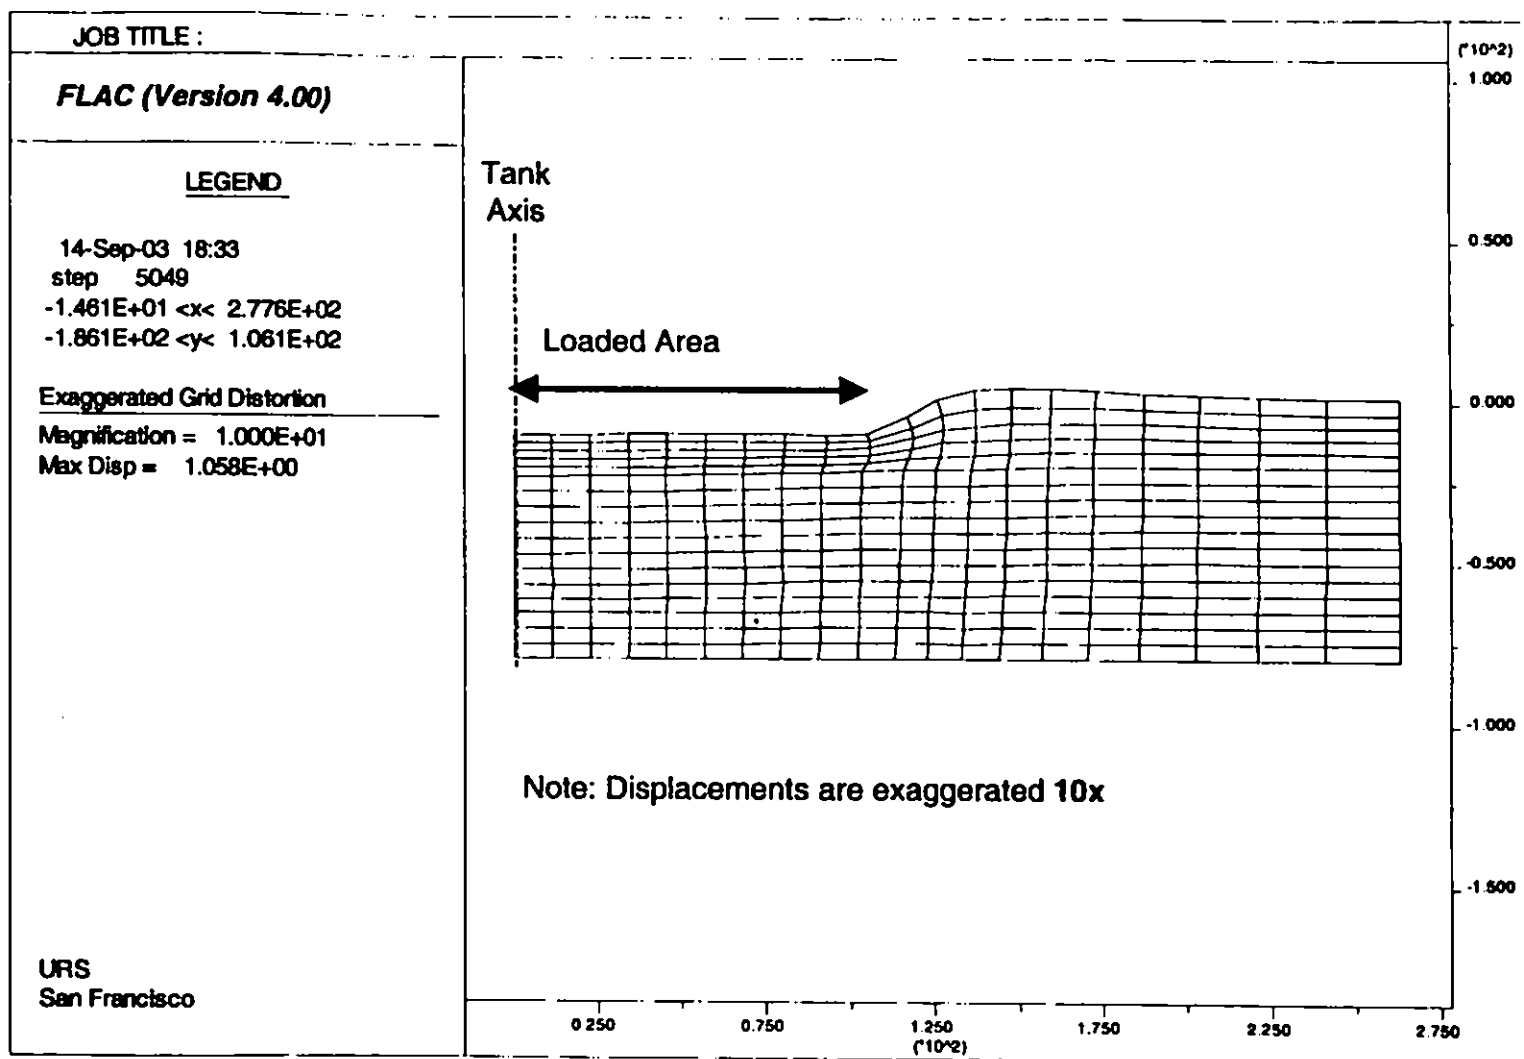 JOB TITLE :
FLAC (Version 4.00)
LEGEND
14-Sep-03 18:33
step 5049
-1.461E+01 <x< 2.776E+02
-1.861E+02 <y< 1.061E+02
Exaggerated Grid Distortion
Magnification = 1.000E+01
Max Disp = 1.058E+00
URS
San Francisco
Tank
Axis
Loaded Area
Note: Displacements are exaggerated 10x
(*10^2)
1.000
0.500
0.000
-0.500
-1.000
-1.500
0.250 0.750 1.250 1.750 2.250 2.750
(*10^2)